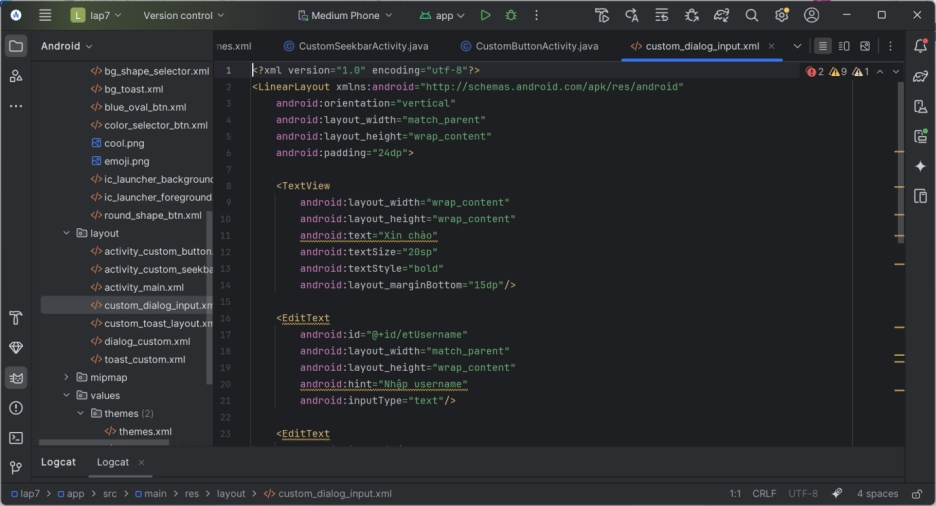 lap7
Version control
Medium Phone
app
Android
nes.xml
CustomSeekbarActivity.java
CustomButtonActivity.java
custom_dialog_input.xml
2 9 1
bg_shape_selector.xml
bg_toast.xml
blue_oval_btn.xml
color_selector_btn.xml
cool.png
emoji.png
ic_launcher_background
ic_launcher_foreground
round_shape_btn.xml
layout
activity_custom_button.
activity_custom_seekba
activity_main.xml
custom_dialog_input.xm
custom_toast_layout.xm
dialog_custom.xml
toast_custom.xml
mipmap
values
themes (2)
themes.xml
1 <?xml version="1.0" encoding="utf-8"?>
2 <LinearLayout xmlns:android="http://schemas.android.com/apk/res/android"
3 android:orientation="vertical"
4 android:layout_width="match_parent"
5 android:layout_height="wrap_content"
6 android:padding="24dp">
7
8 <TextView
9 android:layout_width="wrap_content"
10 android:layout_height="wrap_content"
11 android:text="Xin chào"
12 android:textSize="20sp"
13 android:textStyle="bold"
14 android:layout_marginBottom="15dp"/>
15
16 <EditText
17 android:id="@+id/etUsername"
18 android:layout_width="match_parent"
19 android:layout_height="wrap_content"
20 android:hint="Nhập username"
21 android:inputType="text"/>
22
23 <EditText
Logcat
Logcat
lap7 > app > src > main > res > layout > custom_dialog_input.xml
1:1 CRLF UTF-8 4 spaces